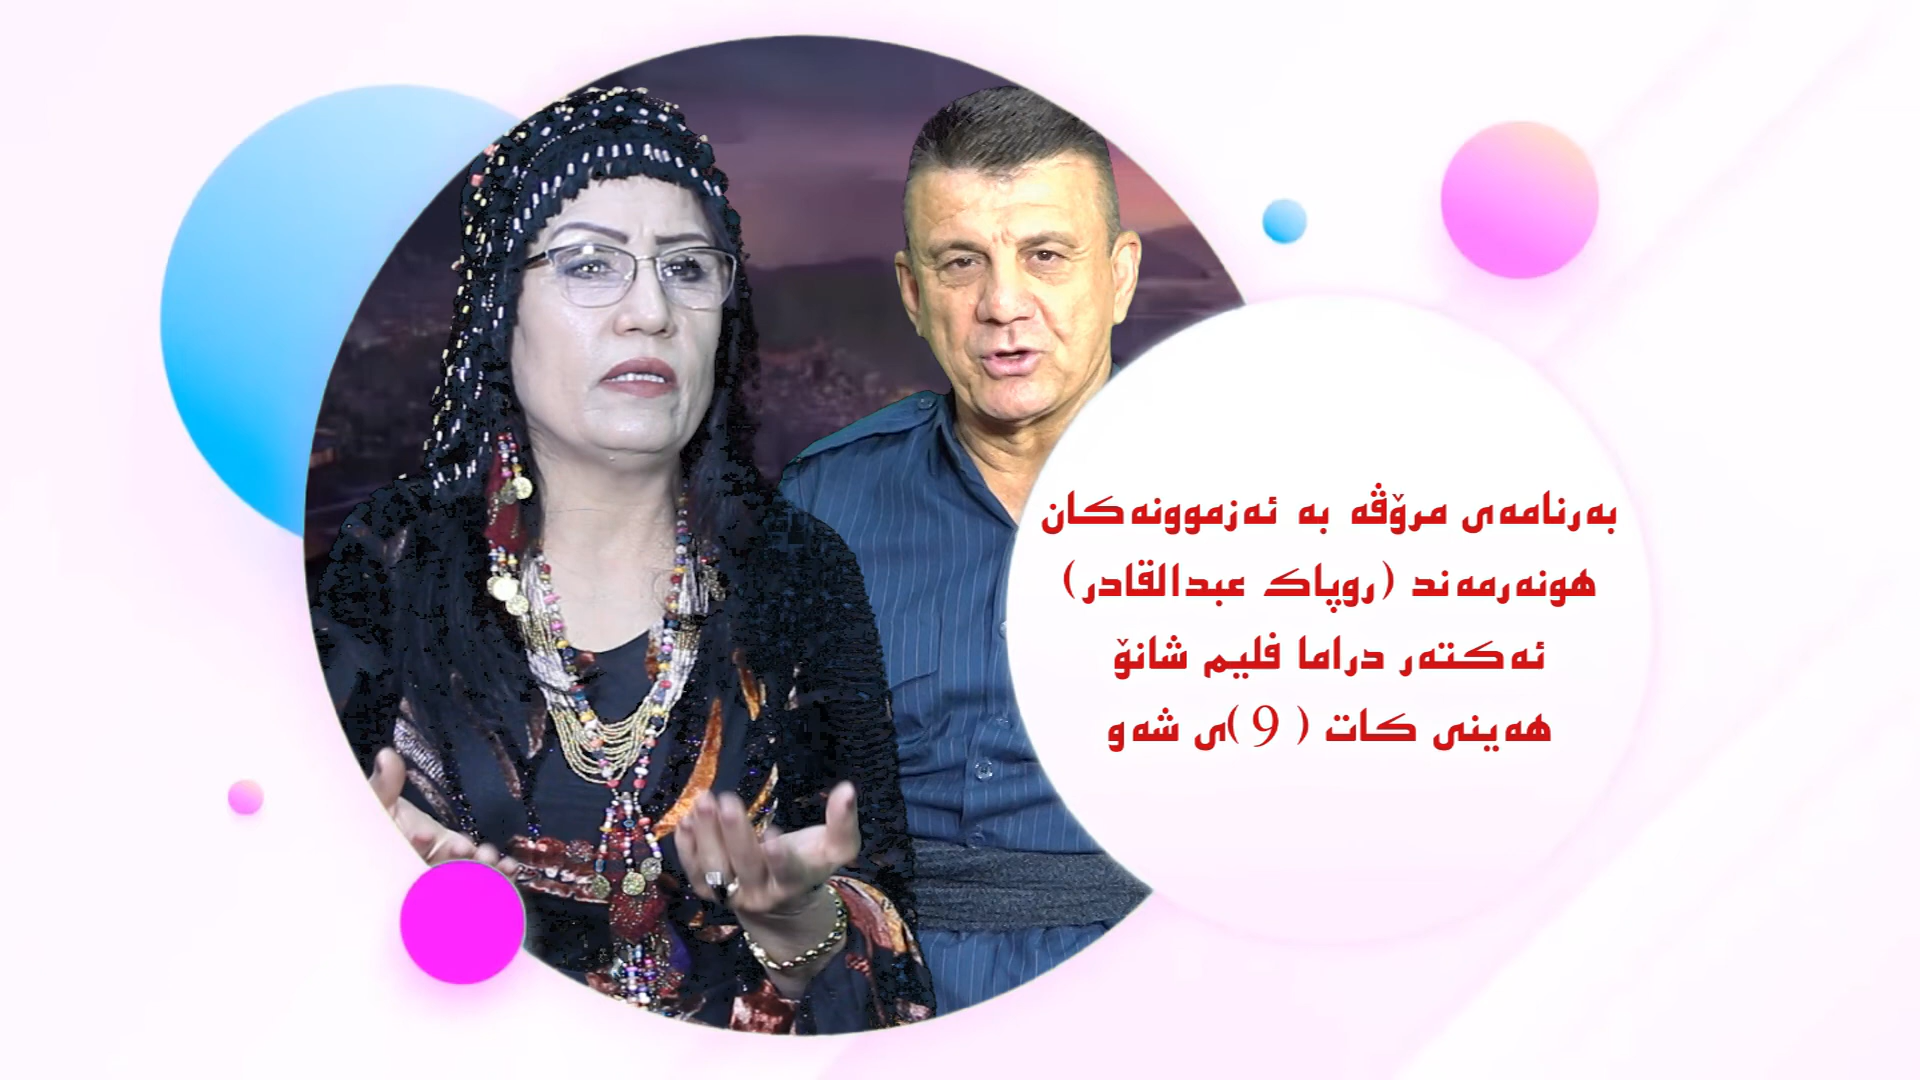 بەرنامەی مرۆڤە بە ئەزموونەکان
هونەرمەند (روپاک عبدالقادر)
ئەکتەر دراما فلیم شانۆ
هەینی کات ( 9 )ی شەو